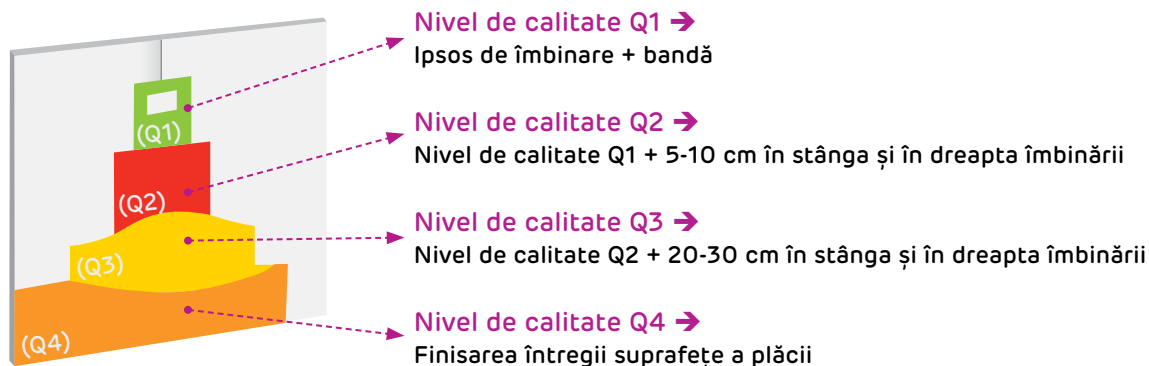 Nivel de calitate Q1 ➔
Ipsos de îmbinare + bandă
(Q1)
Nivel de calitate Q2 ➔
Nivel de calitate Q1 + 5-10 cm în stânga și în dreapta îmbinării
(Q2)
Nivel de calitate Q3 ➔
Nivel de calitate Q2 + 20-30 cm în stânga și în dreapta îmbinării
(Q3)
Nivel de calitate Q4 ➔
Finisarea întregii suprafețe a plăcii
(Q4)